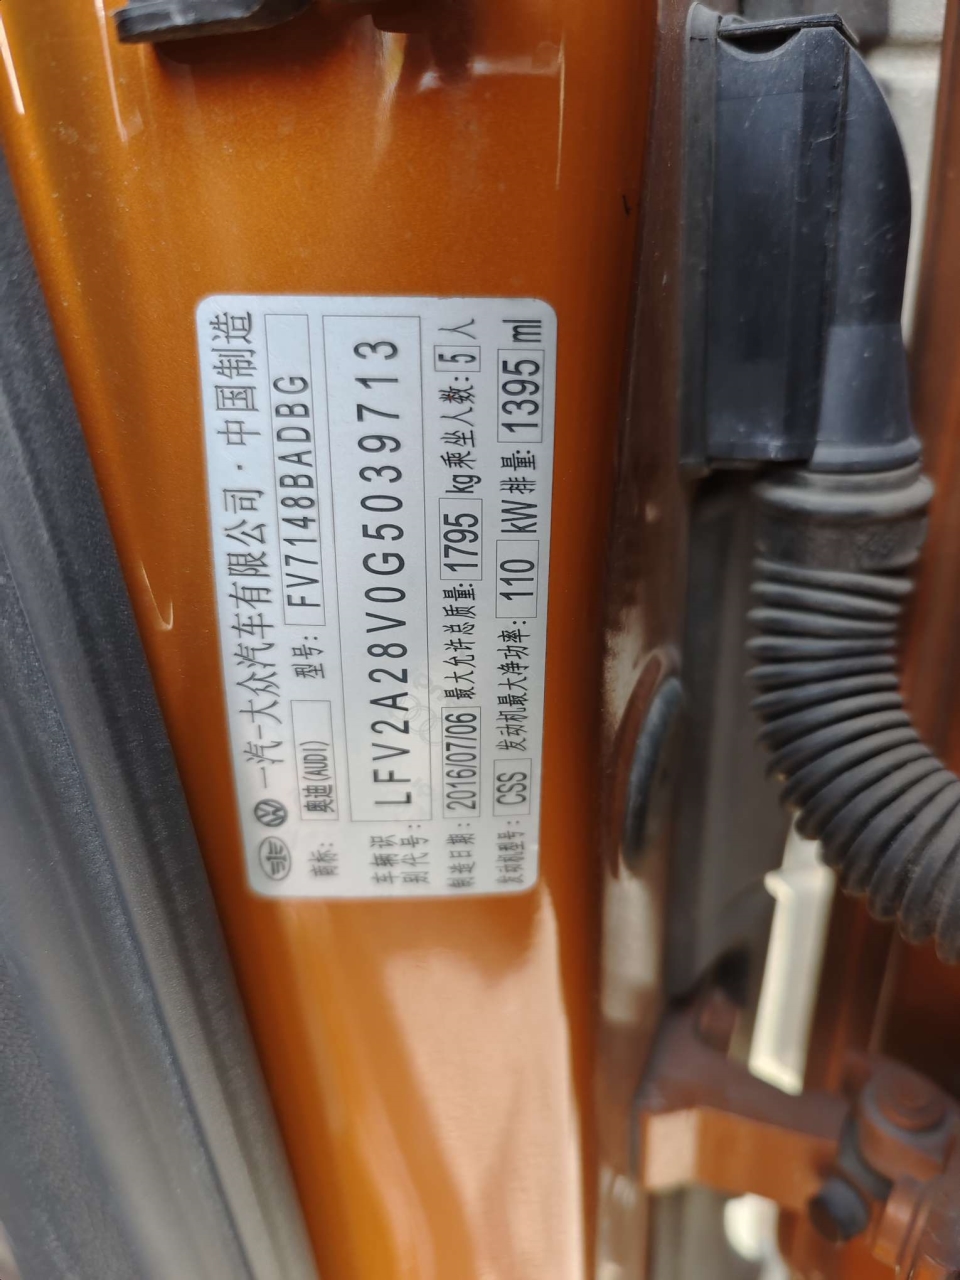 一汽-大众汽车有限公司·中国制造
商标: 奥迪(AUDI) 型号: FV7148BADBG
车辆识别代号: LFV2A28V0G5039713
制造日期: 2016/07/06 最大允许总质量: 1795 kg 乘坐人数: 5 人
发动机型号: CSS 发动机最大净功率: 110 kW 排量: 1395 ml